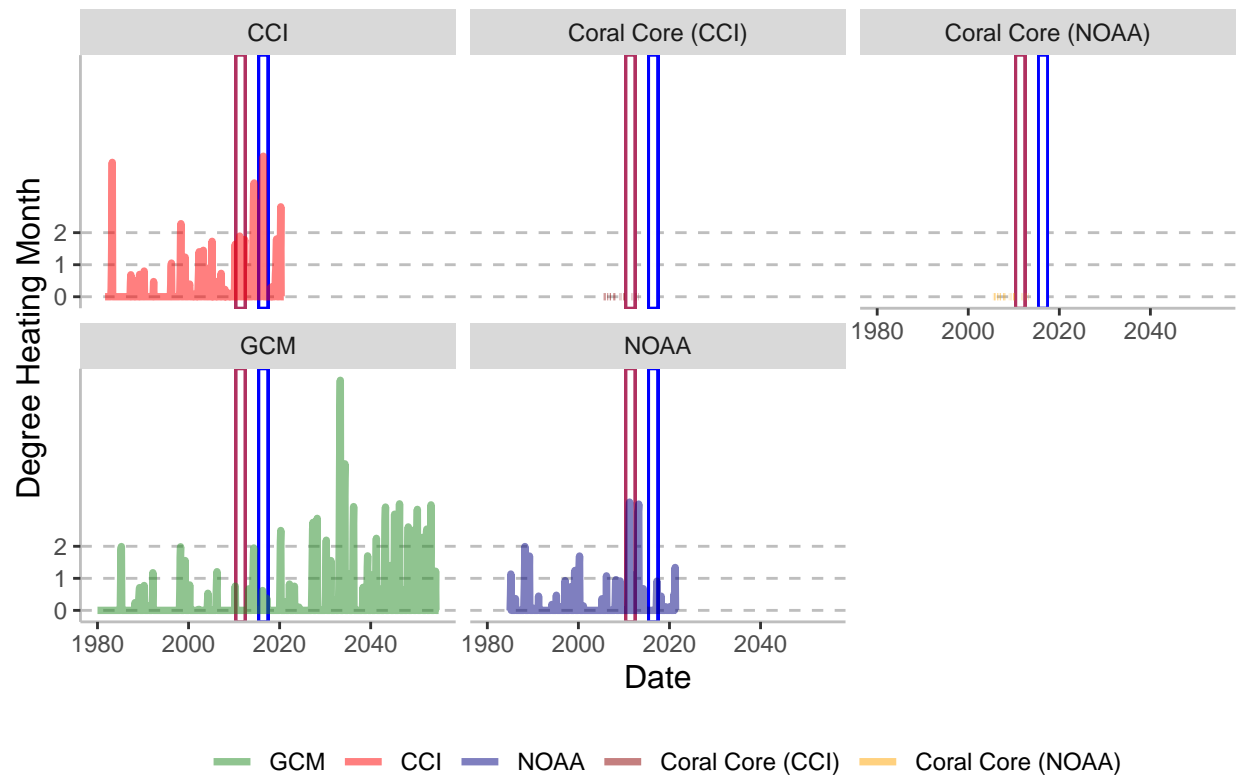 CCI Coral Core (CCI) Coral Core (NOAA)
Degree Heating Month
2
1
0
1980 2000 2020 2040
GCM NOAA
2
1
0
1980 2000 2020 2040 1980 2000 2020 2040
Date
GCM CCI NOAA Coral Core (CCI) Coral Core (NOAA)